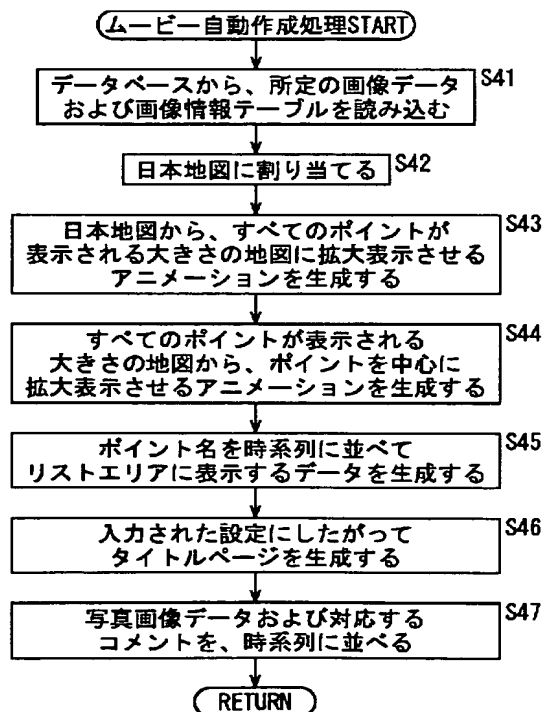 ムービー自動作成処理START
データベースから、所定の画像データ
および画像情報テーブルを読み込む
S41
日本地図に割り当てる
S42
日本地図から、すべてのポイントが
表示される大きさの地図に拡大表示させる
アニメーションを生成する
S43
すべてのポイントが表示される
大きさの地図から、ポイントを中心に
拡大表示させるアニメーションを生成する
S44
ポイント名を時系列に並べて
リストエリアに表示するデータを生成する
S45
入力された設定にしたがって
タイトルページを生成する
S46
写真画像データおよび対応する
コメントを、時系列に並べる
S47
RETURN